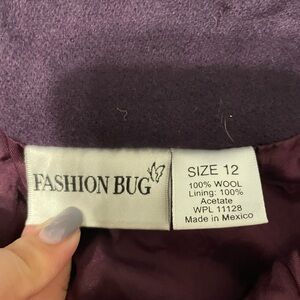 FASHION BUG
SIZE 12
100% WOOL
Lining: 100%
Acetate
WPL 11128
Made in Mexico